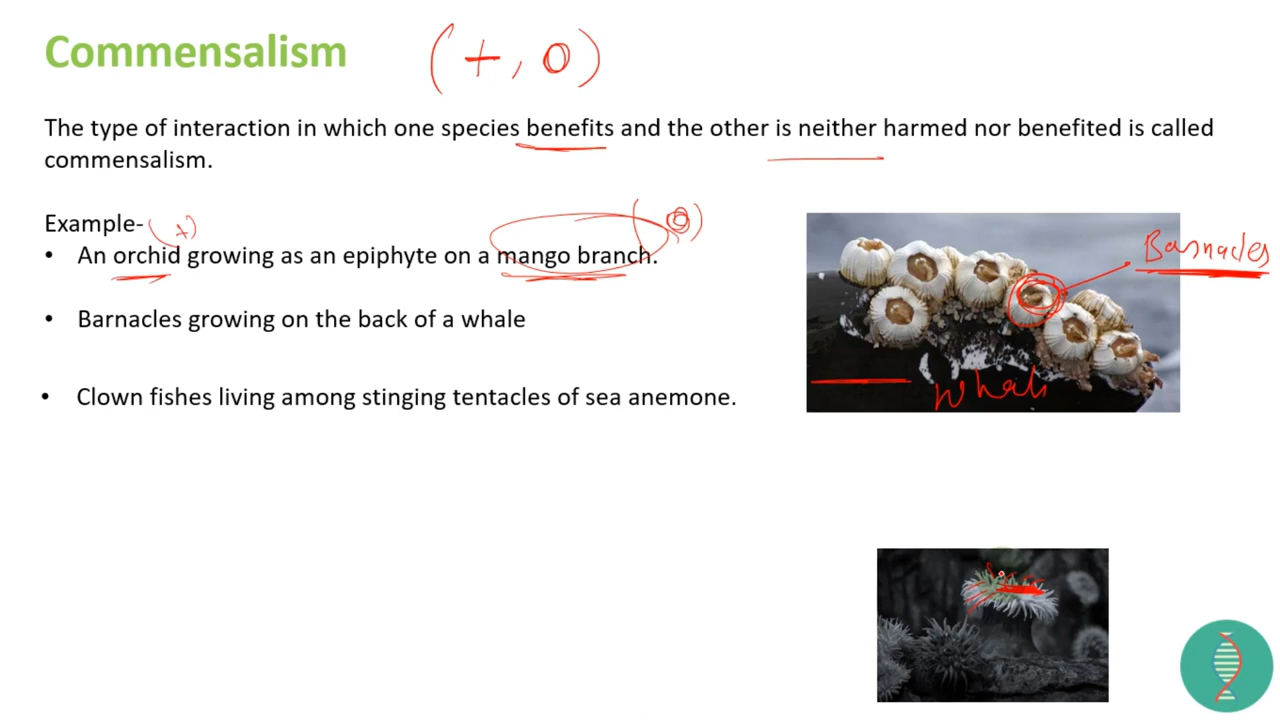 Commensalism (+, 0)
The type of interaction in which one species benefits and the other is neither harmed nor benefited is called
commensalism.
Example- (+) (0)
• An orchid growing as an epiphyte on a mango branch.
Barnacles
• Barnacles growing on the back of a whale
whale
• Clown fishes living among stinging tentacles of sea anemone.